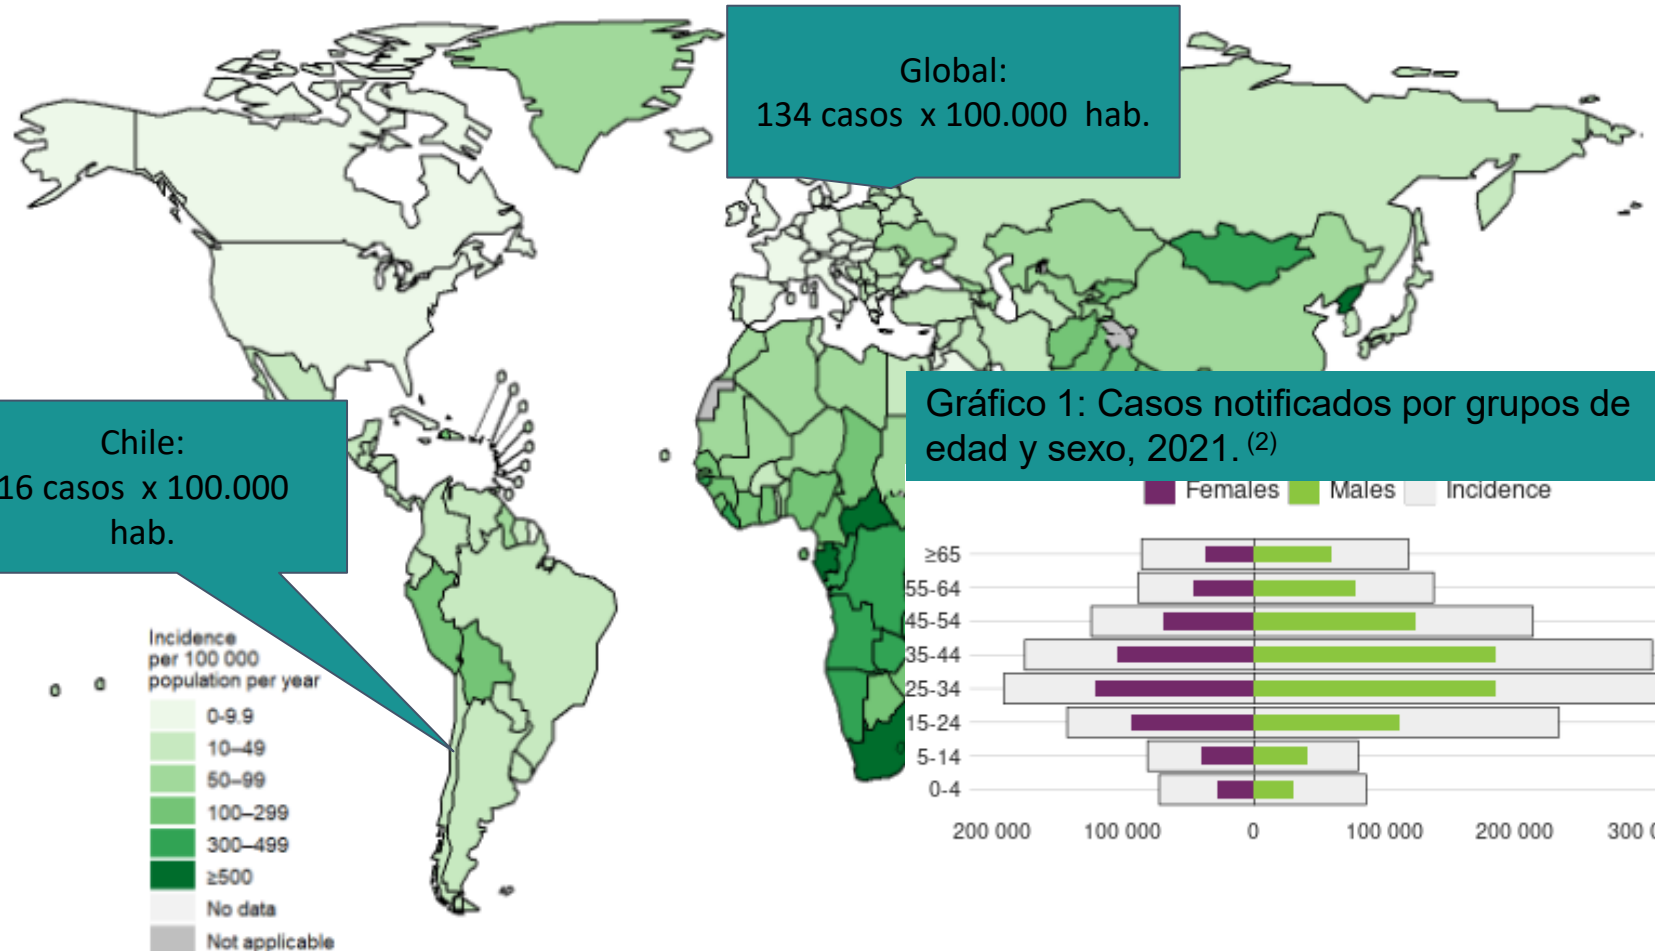 Global:
134 casos x 100.000 hab.
Chile:
16 casos x 100.000
hab.
Incidence
per 100 000
population per year
0-9.9
10–49
50–99
100–299
300–499
≥500
No data
Not applicable
Gráfico 1: Casos notificados por grupos de
edad y sexo, 2021. (2)
Females Males Incidence
≥65
55-64
45-54
35-44
25-34
15-24
5-14
0-4
200 000 100 000 0 100 000 200 000 300 0